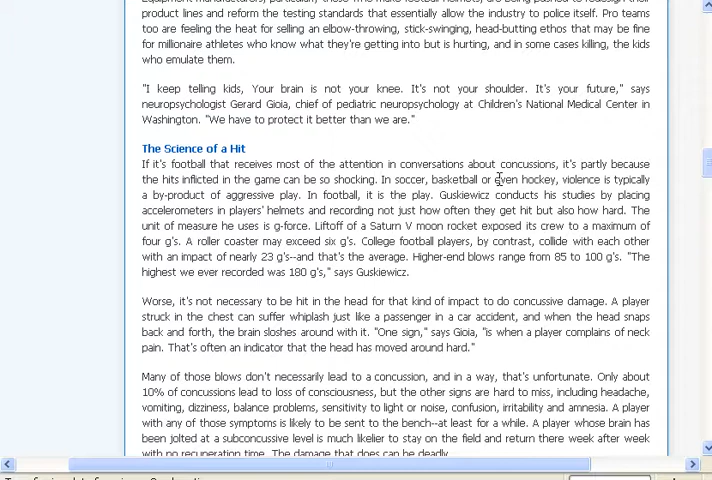 product lines and reform the testing standards that essentially allow the industry to police itself. Pro teams
too are feeling the heat for selling an elbow-throwing, stick-swinging, head-butting ethos that may be fine
for millionaire athletes who know what they're getting into but is hurting, and in some cases killing, the kids
who emulate them.
"I keep telling kids, Your brain is not your knee. It's not your shoulder. It's your future," says
neuropsychologist Gerard Gioia, chief of pediatric neuropsychology at Children's National Medical Center in
Washington. "We have to protect it better than we are."
The Science of a Hit
If it's football that receives most of the attention in conversations about concussions, it's partly because
the hits inflicted in the game can be so shocking. In soccer, basketball or even hockey, violence is typically
a by-product of aggressive play. In football, it is the play. Guskiewicz conducts his studies by placing
accelerometers in players' helmets and recording not just how often they get hit but also how hard. The
unit of measure he uses is g-force. Liftoff of a Saturn V moon rocket exposed its crew to a maximum of
four g's. A roller coaster may exceed six g's. College football players, by contrast, collide with each other
with an impact of nearly 23 g's--and that's the average. Higher-end blows range from 85 to 100 g's. "The
highest we ever recorded was 180 g's," says Guskiewicz.
Worse, it's not necessary to be hit in the head for that kind of impact to do concussive damage. A player
struck in the chest can suffer whiplash just like a passenger in a car accident, and when the head snaps
back and forth, the brain sloshes around with it. "One sign," says Gioia, "is when a player complains of neck
pain. That's often an indicator that the head has moved around hard."
Many of those blows don't necessarily lead to a concussion, and in a way, that's unfortunate. Only about
10% of concussions lead to loss of consciousness, but the other signs are hard to miss, including headache,
vomiting, dizziness, balance problems, sensitivity to light or noise, confusion, irritability and amnesia. A player
with any of those symptoms is likely to be sent to the bench--at least for a while. A player whose brain has
been jolted at a subconcussive level is much likelier to stay on the field and return there week after week
with no recuperation time. The damage that does can be deadly.